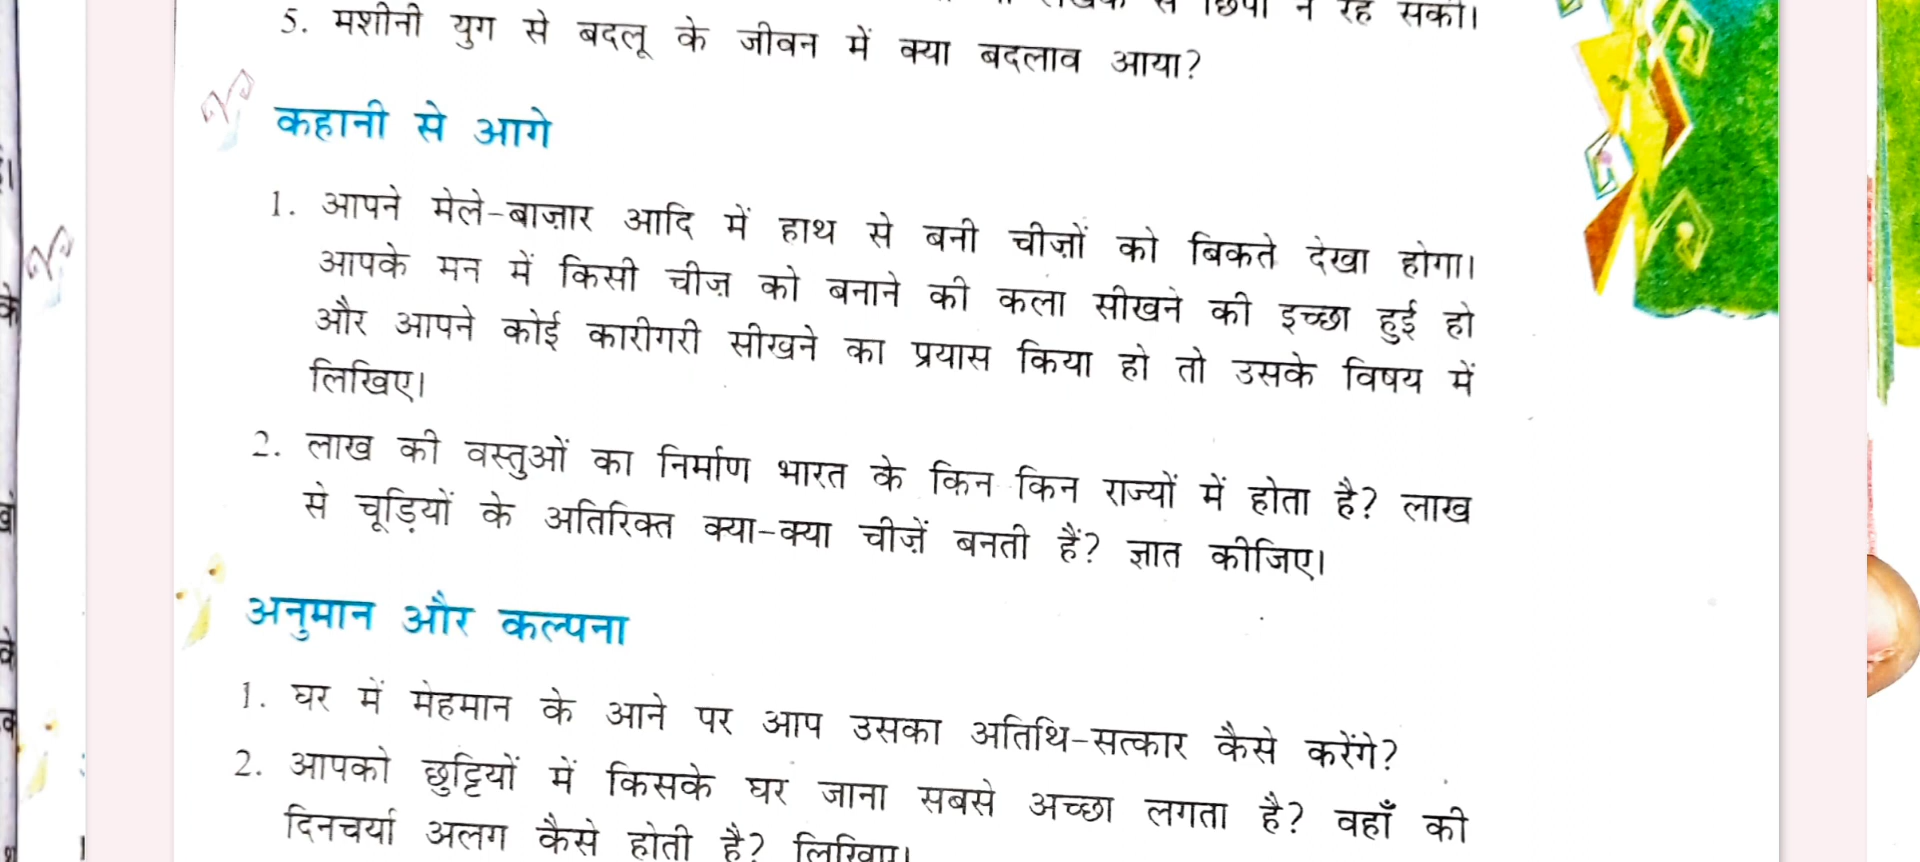 से छिपी न रह सकी।
5. मशीनी युग से बदलू के जीवन में क्या बदलाव आया?
कहानी से आगे
1. आपने मेले-बाज़ार आदि में हाथ से बनी चीज़ों को बिकते देखा होगा।
आपके मन में किसी चीज़ को बनाने की कला सीखने की इच्छा हुई हो
और आपने कोई कारीगरी सीखने का प्रयास किया हो तो उसके विषय में
लिखिए।
2. लाख की वस्तुओं का निर्माण भारत के किन किन राज्यों में होता है? लाख
से चूड़ियों के अतिरिक्त क्या-क्या चीज़ें बनती हैं? ज्ञात कीजिए।
अनुमान और कल्पना
1. घर में मेहमान के आने पर आप उसका अतिथि-सत्कार कैसे करेंगे?
2. आपको छुट्टियों में किसके घर जाना सबसे अच्छा लगता है? वहाँ की
दिनचर्या अलग कैसे होती है? लिखिए।